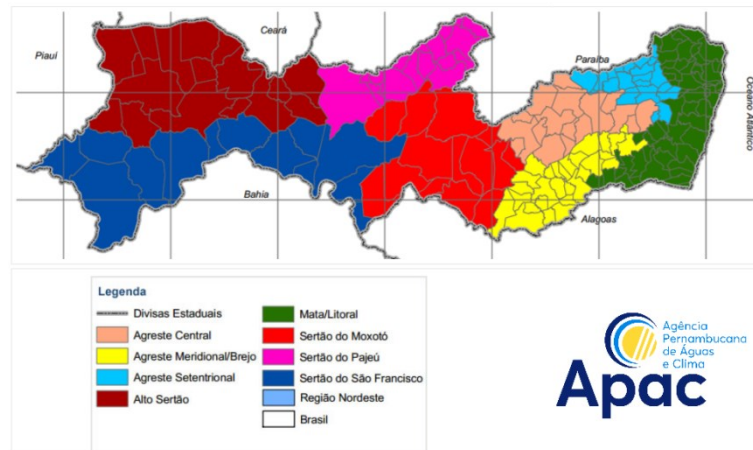 Piauí
Ceará
Paraíba
Oceano Atlântico
Bahia
Alagoas
Legenda
Divisas Estaduais
Agreste Central
Agreste Meridional/Brejo
Agreste Setentrional
Alto Sertão
Mata/Litoral
Sertão do Moxotó
Sertão do Pajeú
Sertão do São Francisco
Região Nordeste
Brasil
Agência
Pernambucana
de Águas
e Clima
Apac